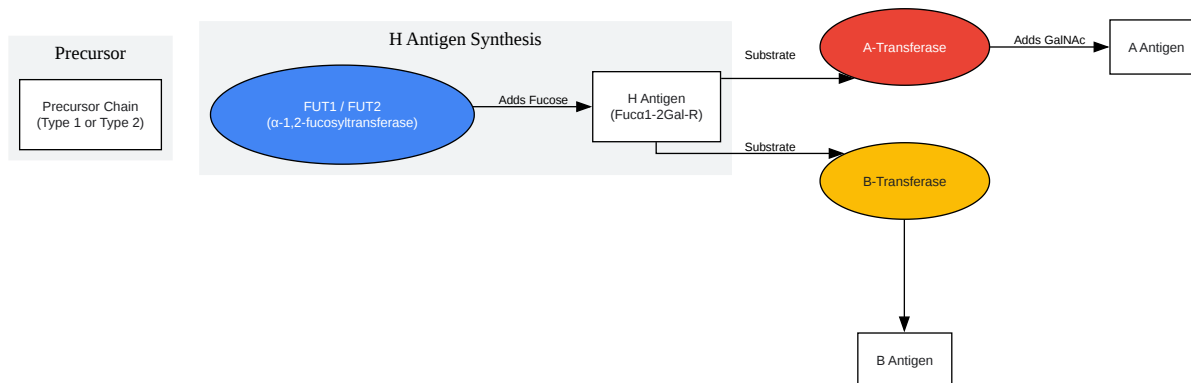 Precursor
Precursor Chain
(Type 1 or Type 2)
H Antigen Synthesis
FUT1 / FUT2
(α-1,2-fucosyltransferase)
Adds Fucose
H Antigen
(Fucα1-2Gal-R)
Substrate
A-Transferase
Adds GalNAc
A Antigen
Substrate
B-Transferase
B Antigen